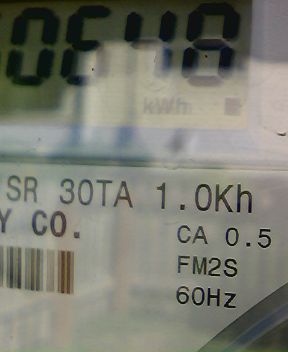 kWh
SR 30TA 1.0Kh
Y CO.
CA 0.5
FM2S
60Hz